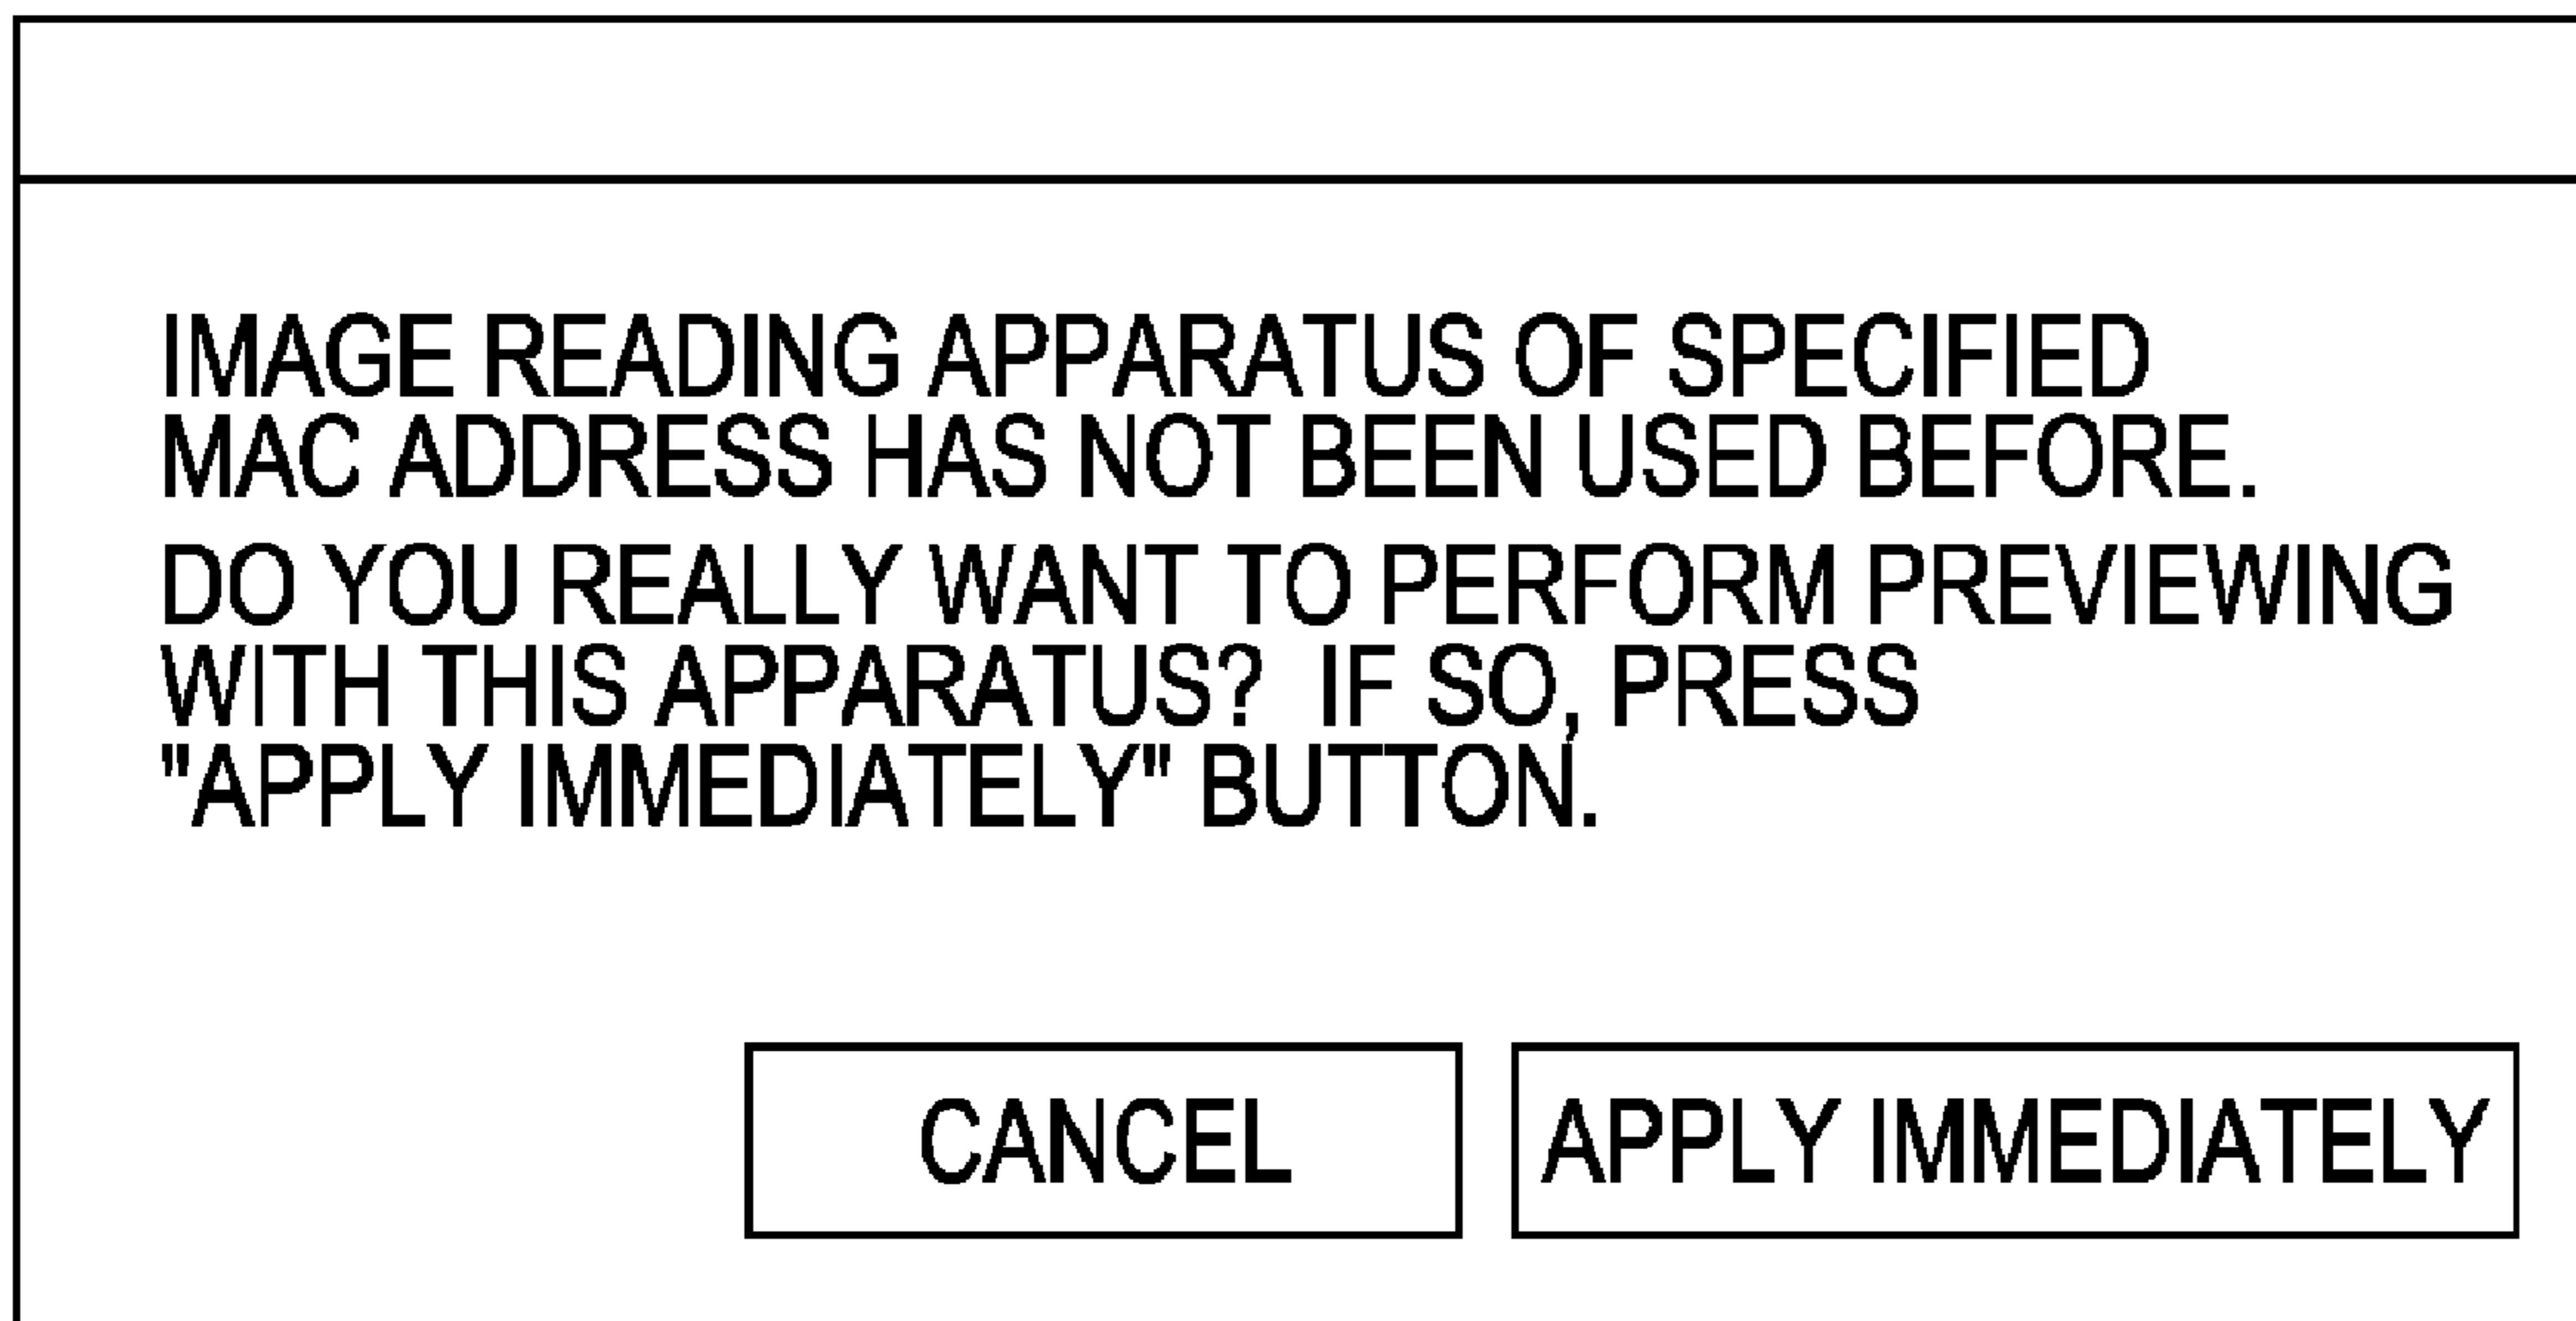 IMAGE READING APPARATUS OF SPECIFIED
MAC ADDRESS HAS NOT BEEN USED BEFORE.
DO YOU REALLY WANT TO PERFORM PREVIEWING
WITH THIS APPARATUS?  IF SO, PRESS
"APPLY IMMEDIATELY" BUTTON.
CANCEL
APPLY IMMEDIATELY